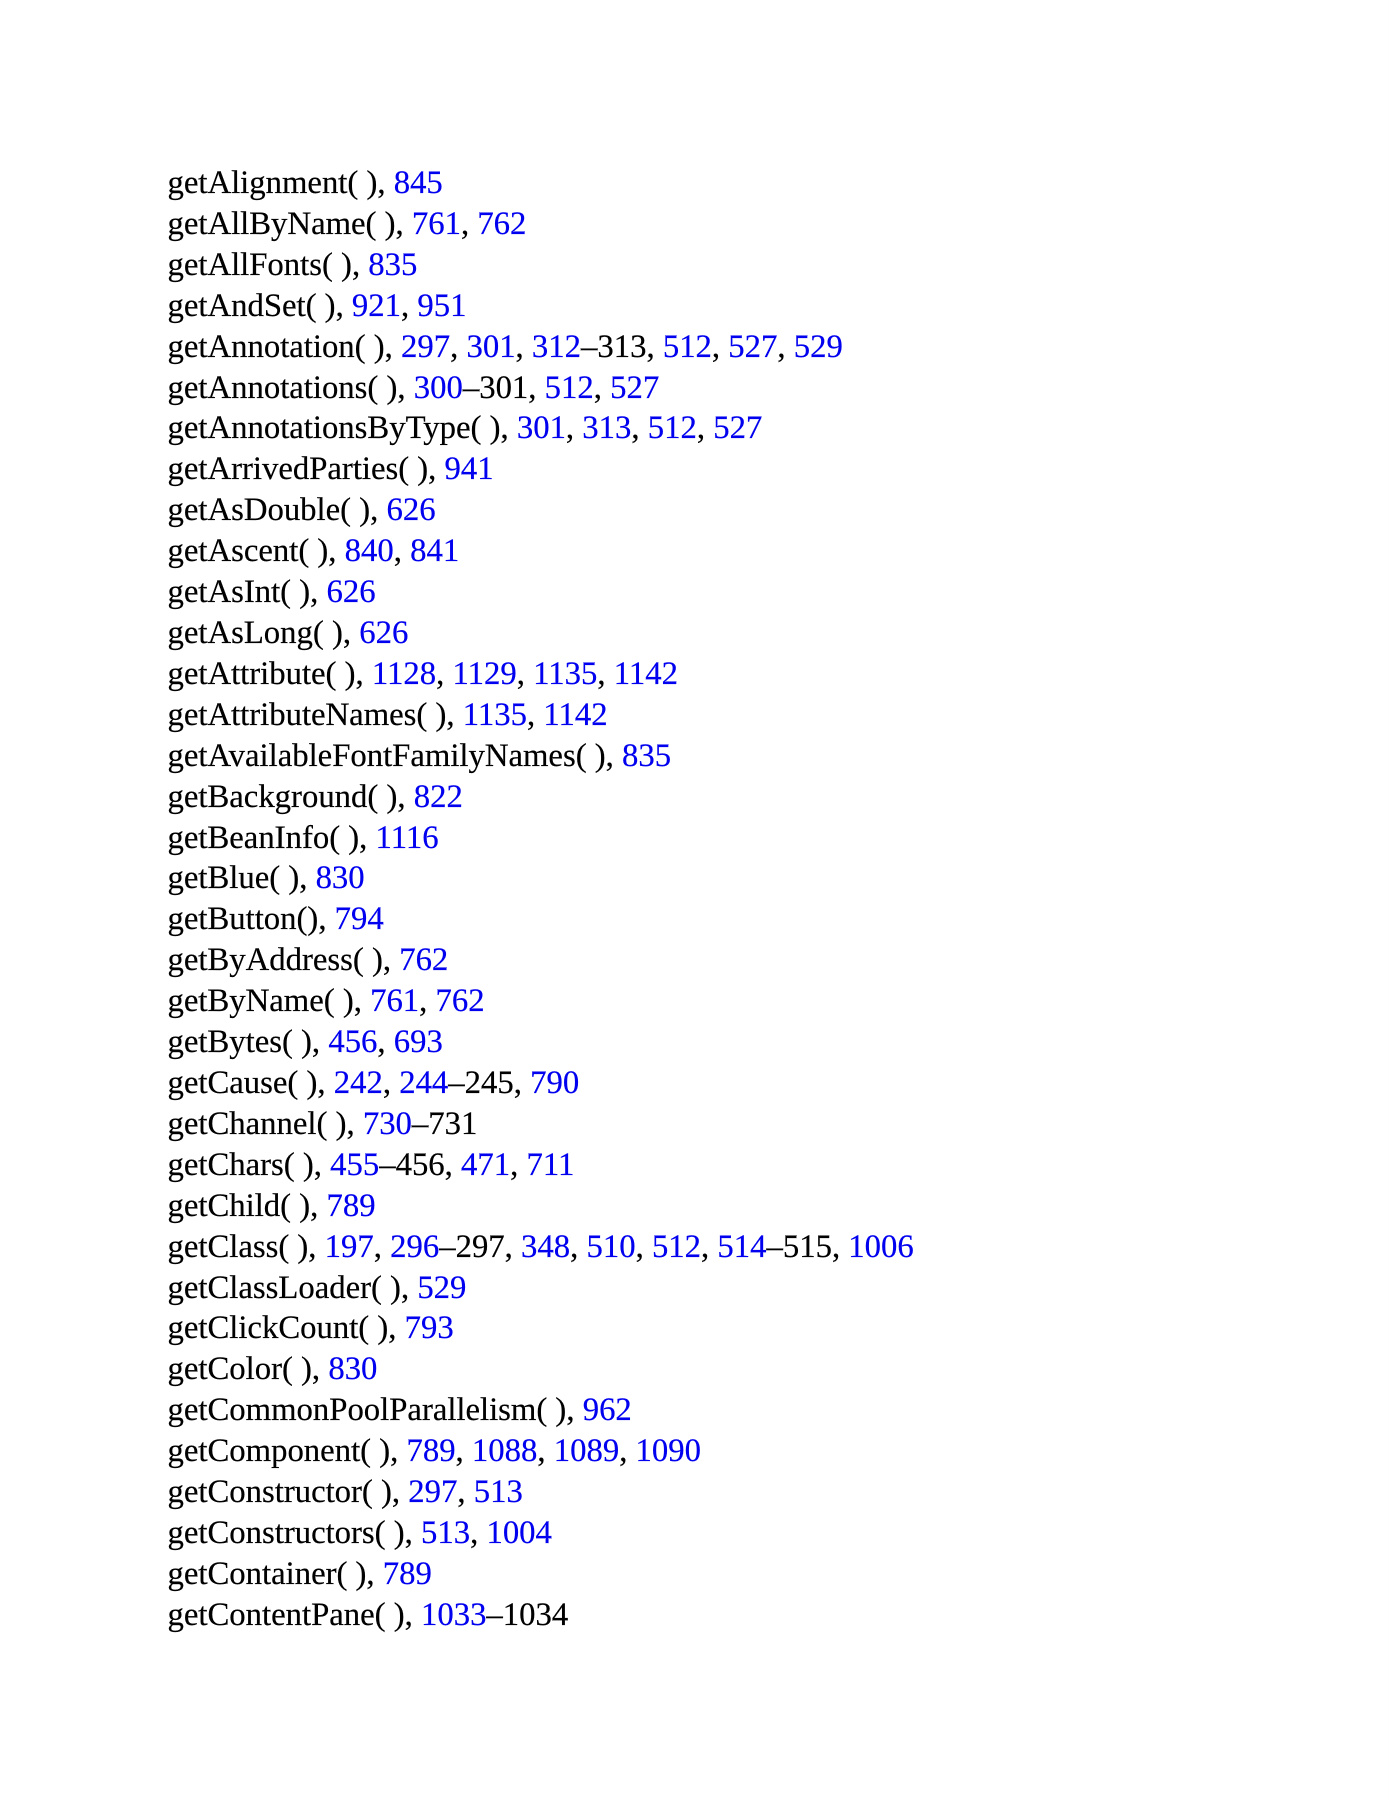 getAlignment( ), 845
getAllByName( ), 761, 762
getAllFonts( ), 835
getAndSet( ), 921, 951
getAnnotation( ), 297, 301, 312–313, 512, 527, 529
getAnnotations( ), 300–301, 512, 527
getAnnotationsByType( ), 301, 313, 512, 527
getArrivedParties( ), 941
getAsDouble( ), 626
getAscent( ), 840, 841
getAsInt( ), 626
getAsLong( ), 626
getAttribute( ), 1128, 1129, 1135, 1142
getAttributeNames( ), 1135, 1142
getAvailableFontFamilyNames( ), 835
getBackground( ), 822
getBeanInfo( ), 1116
getBlue( ), 830
getButton(), 794
getByAddress( ), 762
getByName( ), 761, 762
getBytes( ), 456, 693
getCause( ), 242, 244–245, 790
getChannel( ), 730–731
getChars( ), 455–456, 471, 711
getChild( ), 789
getClass( ), 197, 296–297, 348, 510, 512, 514–515, 1006
getClassLoader( ), 529
getClickCount( ), 793
getColor( ), 830
getCommonPoolParallelism( ), 962
getComponent( ), 789, 1088, 1089, 1090
getConstructor( ), 297, 513
getConstructors( ), 513, 1004
getContainer( ), 789
getContentPane( ), 1033–1034